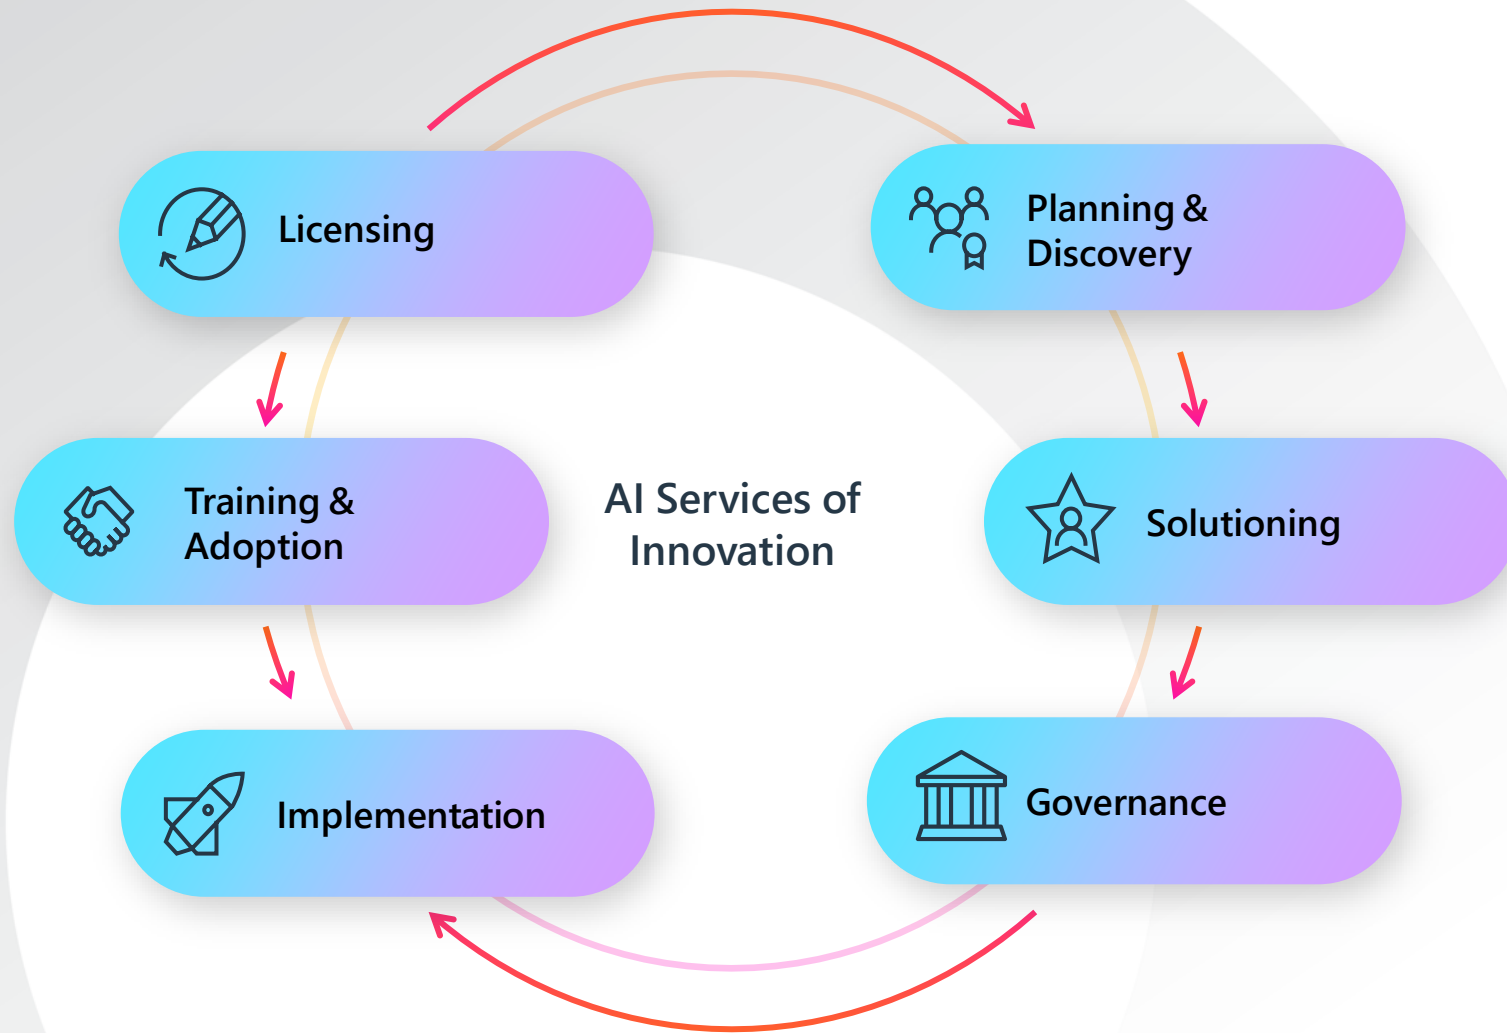 Licensing
Planning &
Discovery
Training &
Adoption
AI Services of
Innovation
Solutioning
Implementation
Governance